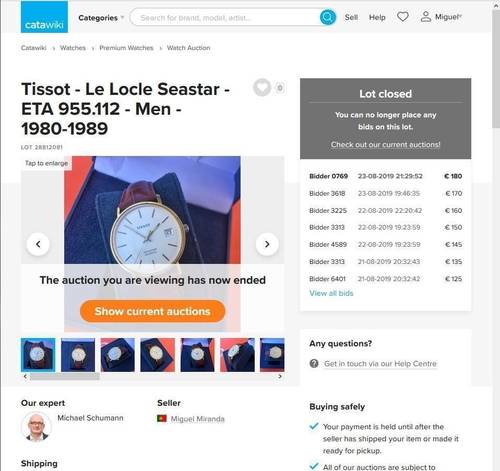 catawiki
Categories
Search for brand, model, artist...
Sell
Help
Miguel
Catawiki › Watches › Premium Watches › Watch Auction
Tissot - Le Locle Seastar -
ETA 955.112 - Men -
1980-1989
0
LOT 28812081
Tap to enlarge
TISSOT
The auction you are viewing has now ended
Show current auctions
Our expert
Michael Schumann
Seller
Miguel Miranda
Shipping
Lot closed
You can no longer place any
bids on this lot.
Check out our current auctions!
Bidder 0769 23-08-2019 21:29:52 € 180
Bidder 3618 23-08-2019 19:46:35 € 170
Bidder 3225 22-08-2019 22:20:42 € 160
Bidder 3313 22-08-2019 19:23:59 € 150
Bidder 4589 22-08-2019 19:23:59 € 145
Bidder 3313 21-08-2019 20:32:43 € 135
Bidder 6401 21-08-2019 20:32:42 € 125
View all bids
Any questions?
Get in touch via our Help Centre
Buying safely
Your payment is held until after the
seller has shipped your item or made it
ready for pickup.
All of our auctions are subject to